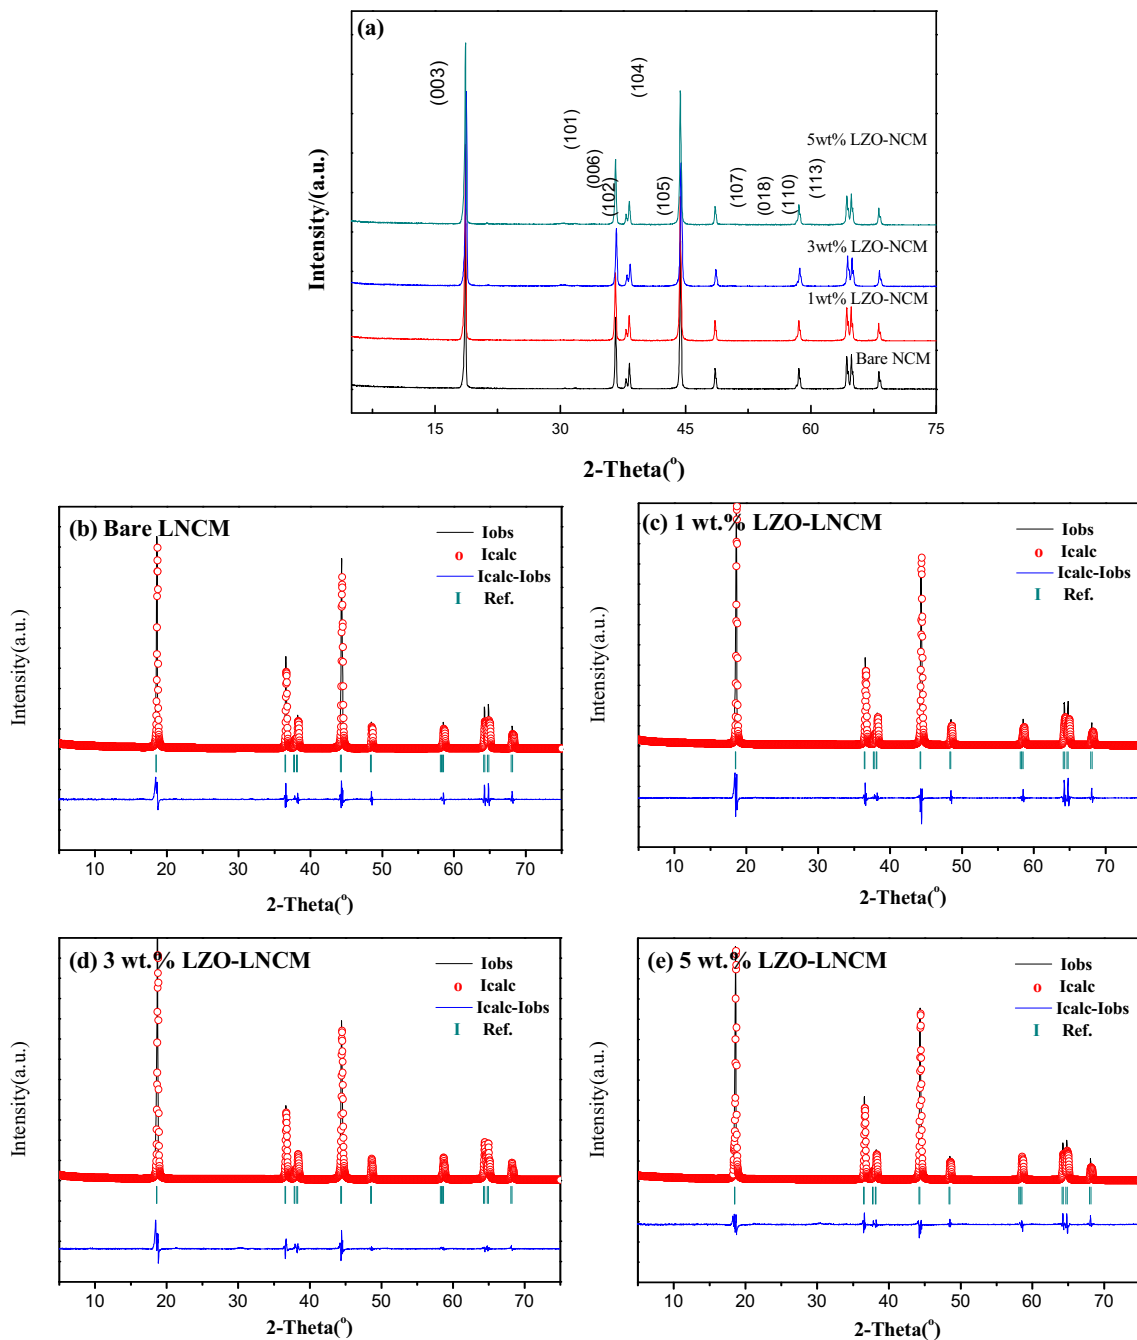 (a)
(003)
(101)
(006)
(102)
(104)
(105)
(107)
(018)
(110)
(113)
5wt% LZO-NCM
3wt% LZO-NCM
1wt% LZO-NCM
Bare NCM
Intensity/(a.u.)
15 30 45 60 75
2-Theta(°)
(b) Bare LNCM
Iobs
o Icalc
Icalc-Iobs
I Ref.
Intensity(a.u.)
10 20 30 40 50 60 70
2-Theta(°)
(c) 1 wt.% LZO-LNCM
Iobs
o Icalc
Icalc-Iobs
I Ref.
Intensity(a.u.)
10 20 30 40 50 60 70
2-Theta(°)
(d) 3 wt.% LZO-LNCM
Iobs
o Icalc
Icalc-Iobs
I Ref.
Intensity(a.u.)
10 20 30 40 50 60 70
2-Theta(°)
(e) 5 wt.% LZO-LNCM
Iobs
o Icalc
Icalc-Iobs
I Ref.
Intensity(a.u.)
10 20 30 40 50 60 70
2-Theta(°)